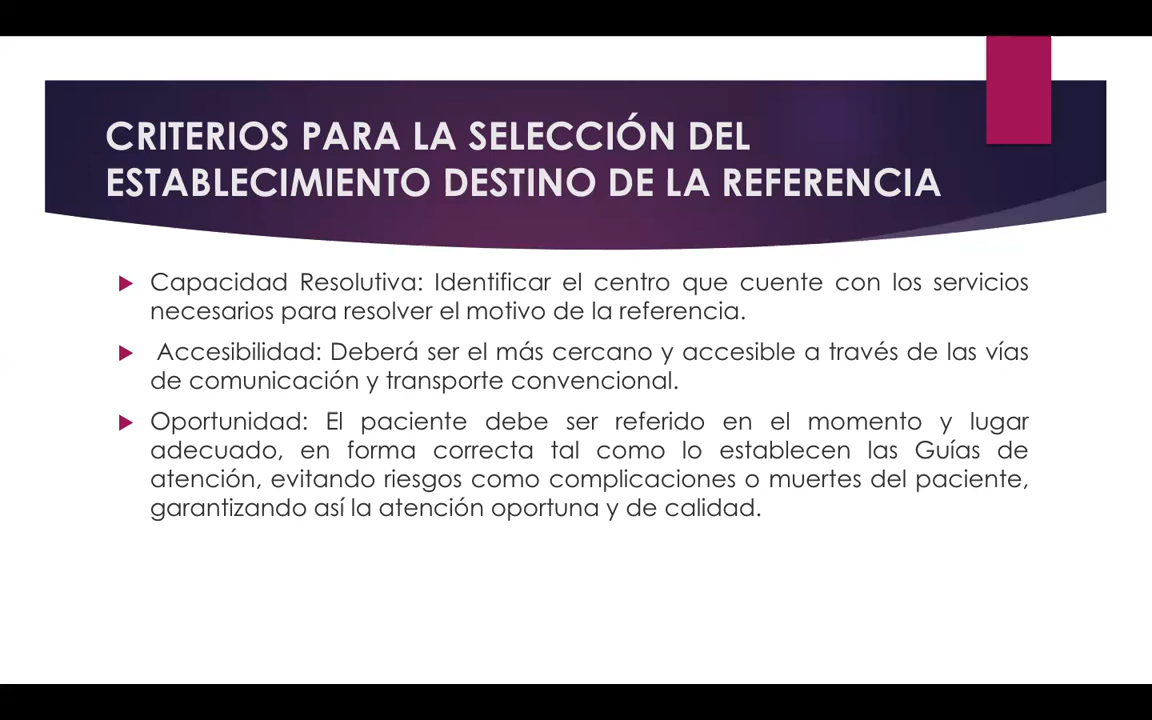 CRITERIOS PARA LA SELECCIÓN DEL
ESTABLECIMIENTO DESTINO DE LA REFERENCIA
Capacidad Resolutiva: Identificar el centro que cuente con los servicios
necesarios para resolver el motivo de la referencia.
Accesibilidad: Deberá ser el más cercano y accesible a través de las vías
de comunicación y transporte convencional.
Oportunidad: El paciente debe ser referido en el momento y lugar
adecuado, en forma correcta tal como lo establecen las Guías de
atención, evitando riesgos como complicaciones o muertes del paciente,
garantizando así la atención oportuna y de calidad.